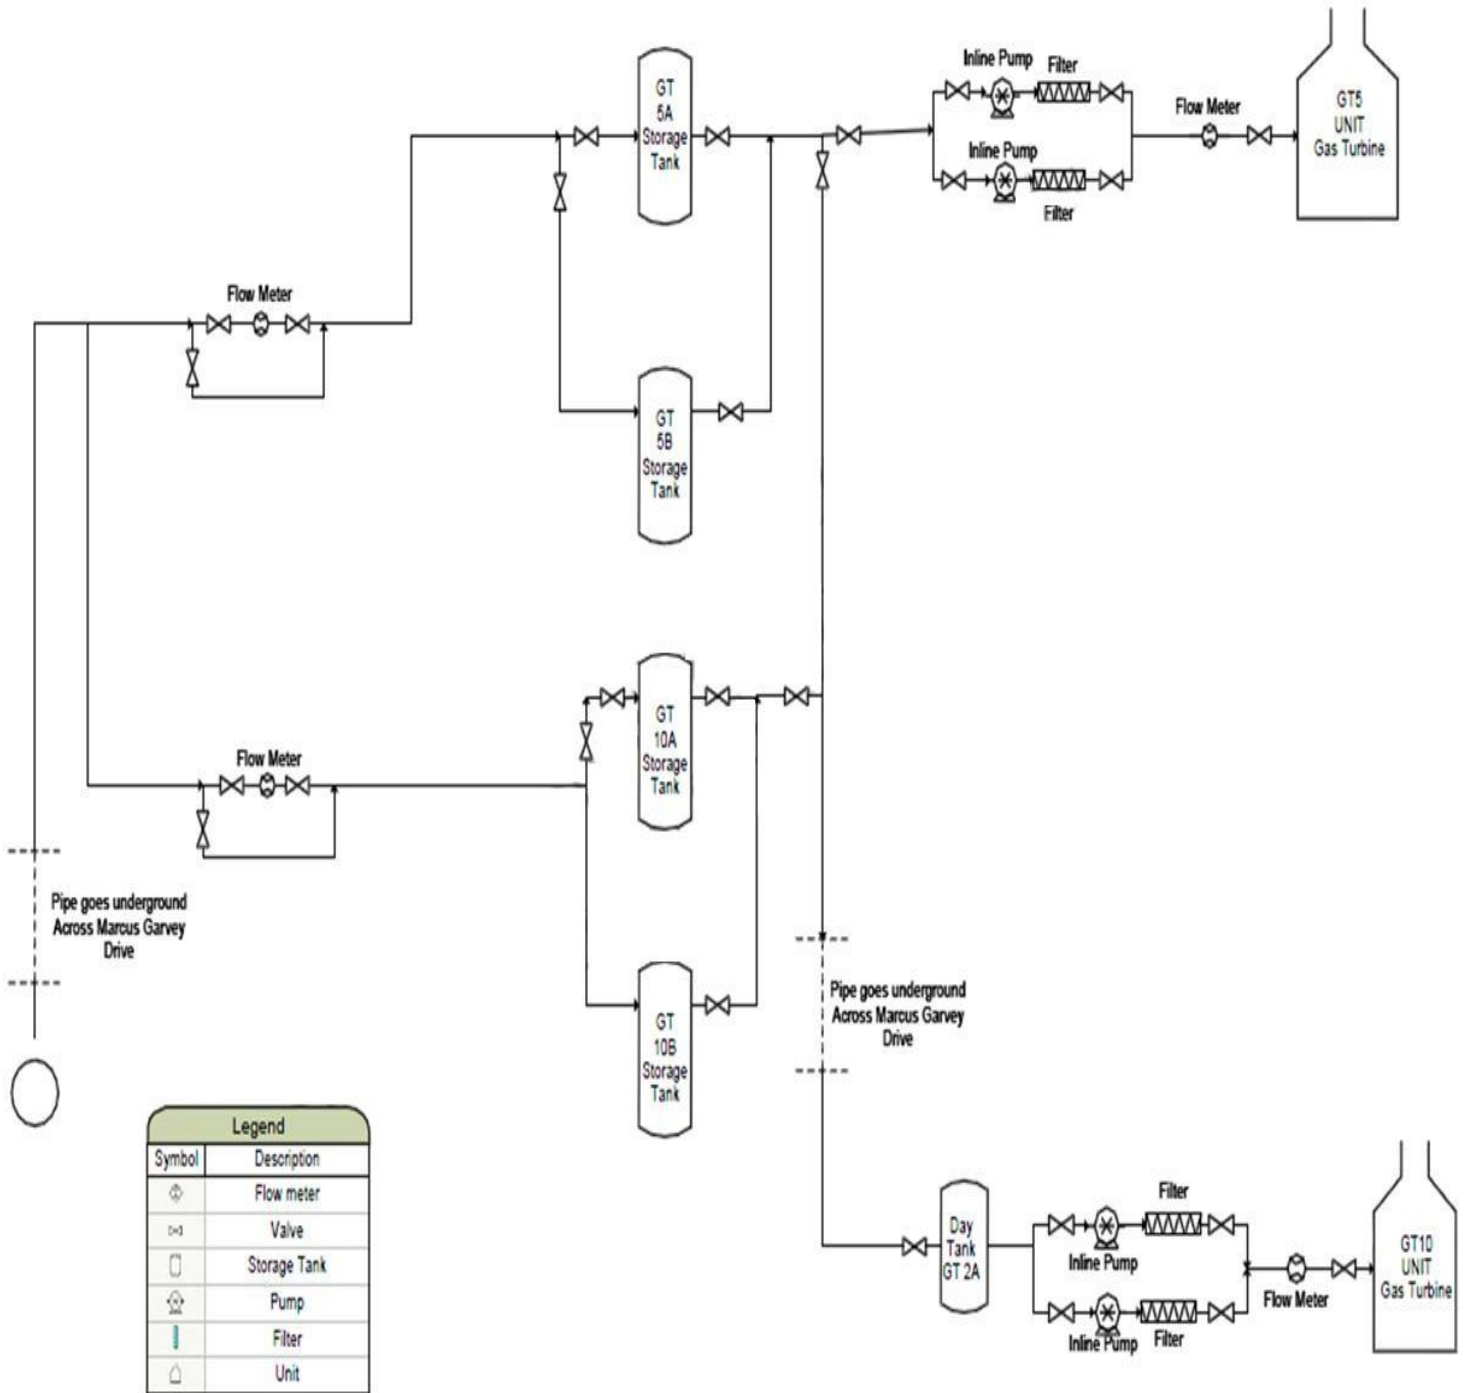 Inline Pump
Filter
GT
5A
Storage
Tank
Flow Meter
GT5
UNIT
Gas Turbine
Inline Pump
Filter
Flow Meter
GT
5B
Storage
Tank
GT
10A
Storage
Tank
Flow Meter
Pipe goes underground
Across Marcus Garvey
Drive
Pipe goes underground
Across Marcus Garvey
Drive
GT
10B
Storage
Tank
Legend
Symbol Description
Flow meter
Valve
Storage Tank
Pump
Filter
Unit
Day
Tank
GT 2A
Filter
Inline Pump
Flow Meter
GT10
UNIT
Gas Turbine
Inline Pump
Filter